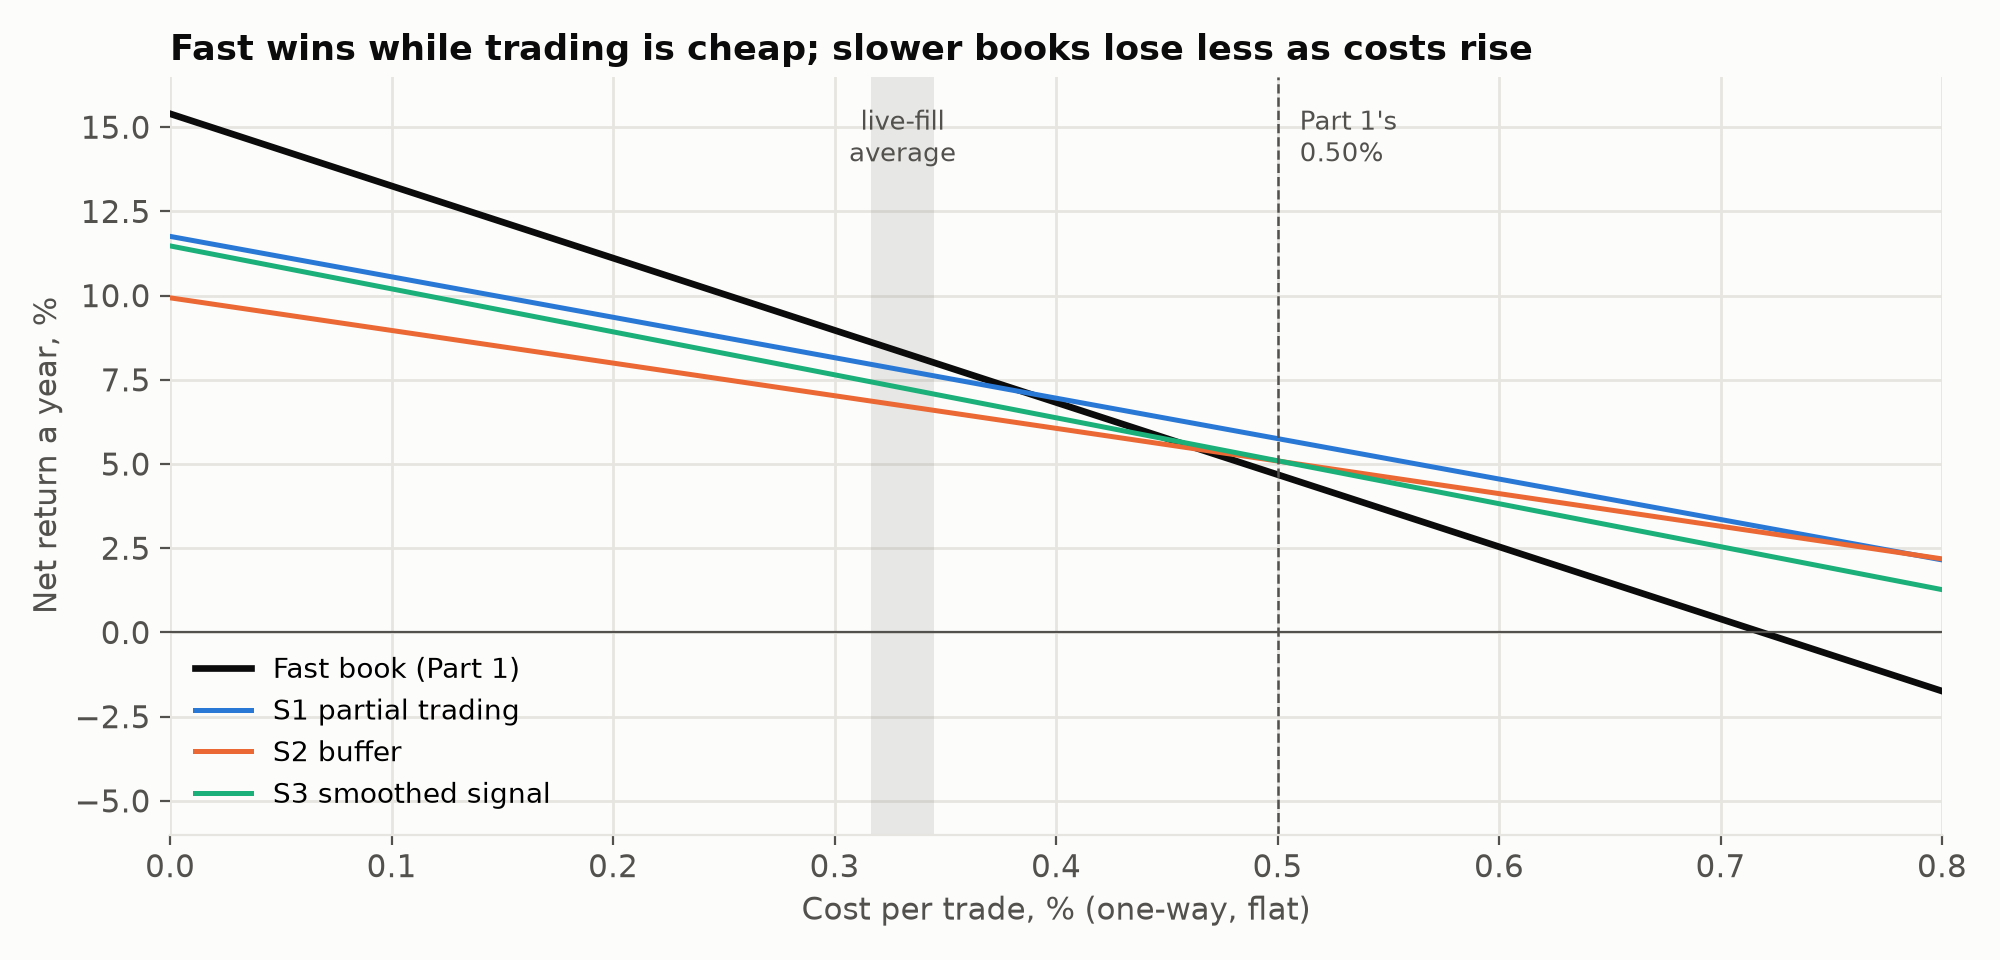 Fast wins while trading is cheap; slower books lose less as costs rise
live-fill
average
Part 1's
0.50%
Net return a year, %
15.0
12.5
10.0
7.5
5.0
2.5
0.0
−2.5
−5.0
Fast book (Part 1)
S1 partial trading
S2 buffer
S3 smoothed signal
0.0 0.1 0.2 0.3 0.4 0.5 0.6 0.7 0.8
Cost per trade, % (one-way, flat)